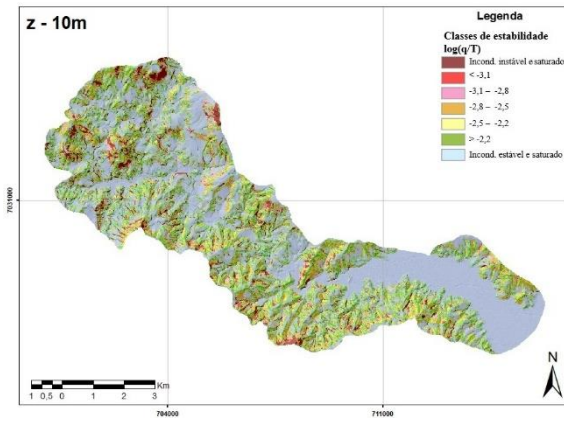 z - 10m
Legenda
Classes de estabilidade
log(q/T)
Incond. instável e saturado
< -3,1
-3,1 – -2,8
-2,8 – -2,5
-2,5 – -2,2
> -2,2
Incond. estável e saturado
7031000
N
Km
1 0,5 0 1 2 3
704000 711000